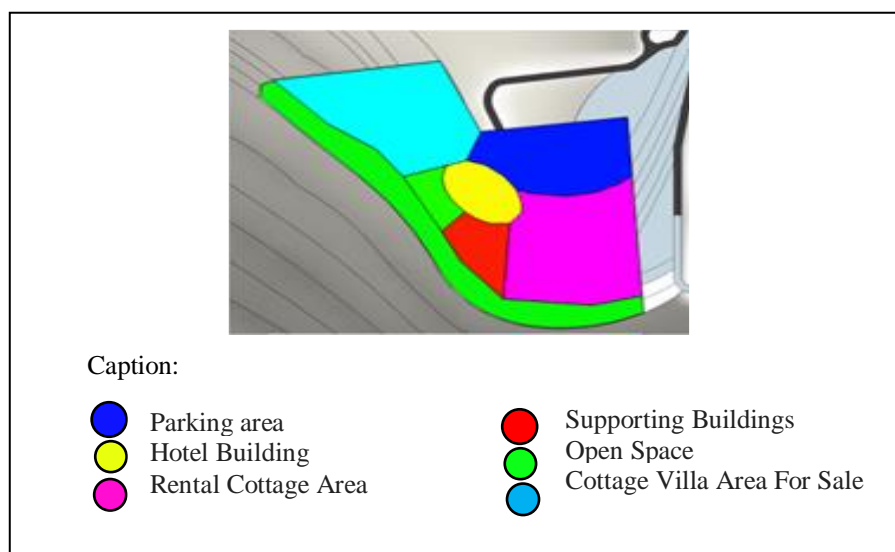 Caption:
Parking area
Hotel Building
Rental Cottage Area
Supporting Buildings
Open Space
Cottage Villa Area For Sale